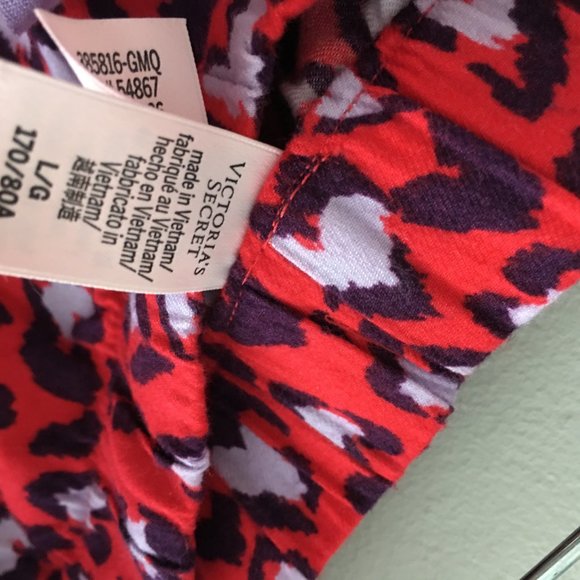 385816-GMQ
54867
VICTORIA'S
SECRET
made in Vietnam/
fabriqué au Vietnam/
hecho en Vietnam/
fabbricato in
Vietnam/
越南制造
L/G
170/80A